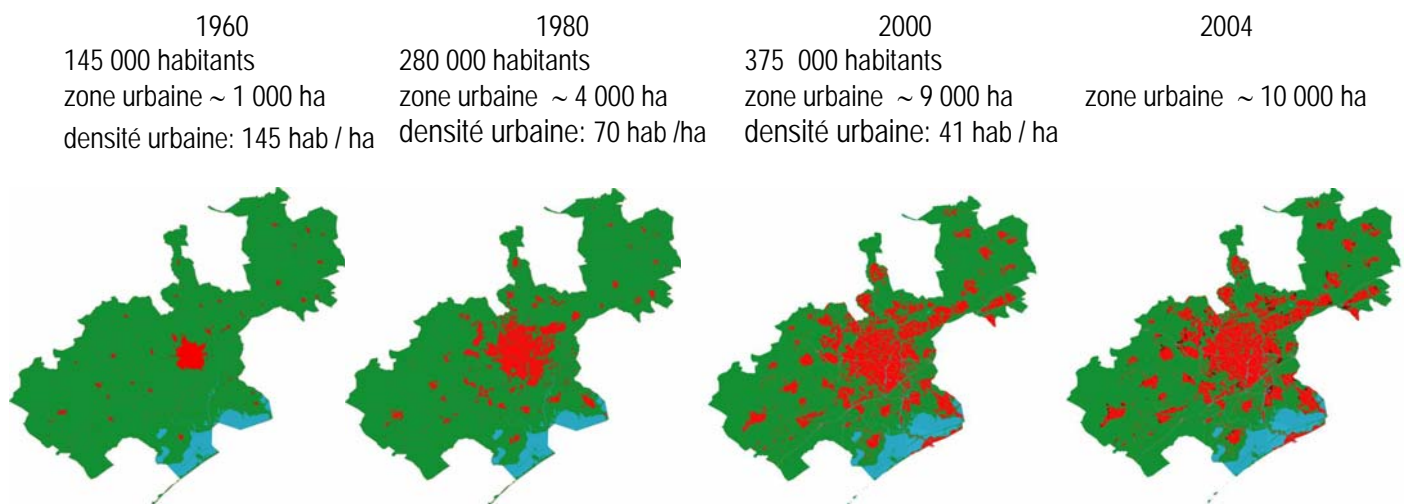 1960
145 000 habitants
zone urbaine ~ 1 000 ha
densité urbaine: 145 hab / ha
1980
280 000 habitants
zone urbaine ~ 4 000 ha
densité urbaine: 70 hab /ha
2000
375 000 habitants
zone urbaine ~ 9 000 ha
densité urbaine: 41 hab / ha
2004
zone urbaine ~ 10 000 ha